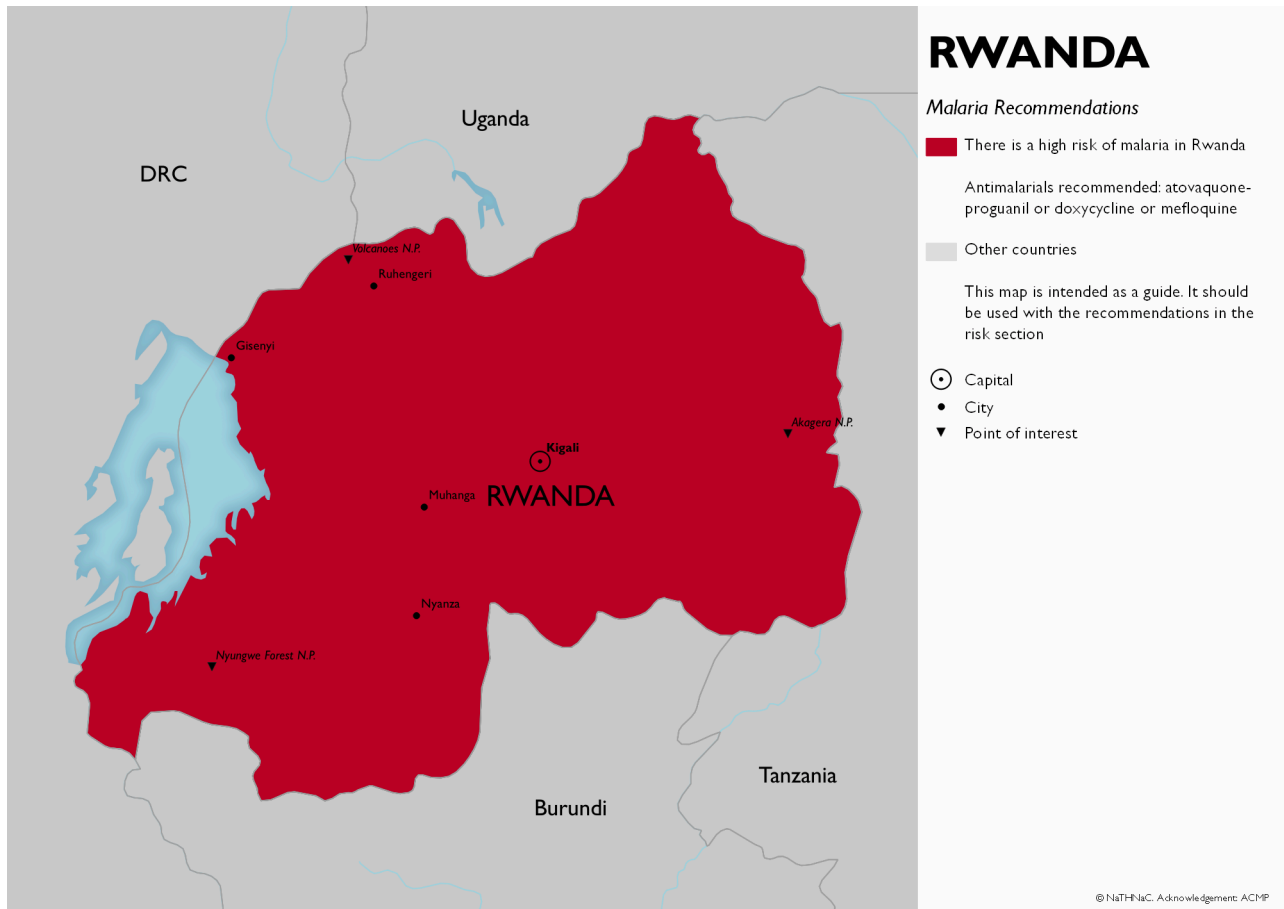 RWANDA
Malaria Recommendations
There is a high risk of malaria in Rwanda
Antimalarials recommended: atovaquone-
proguanil or doxycycline or mefloquine
Other countries
This map is intended as a guide. It should
be used with the recommendations in the
risk section
Capital
City
Point of interest
Uganda
DRC
Volcanoes N.P.
Ruhengeri
Gisenyi
Akagera N.P.
Kigali
Muhanga
RWANDA
Nyanza
Nyungwe Forest N.P.
Tanzania
Burundi
© NaTHNaC. Acknowledgement: ACMP